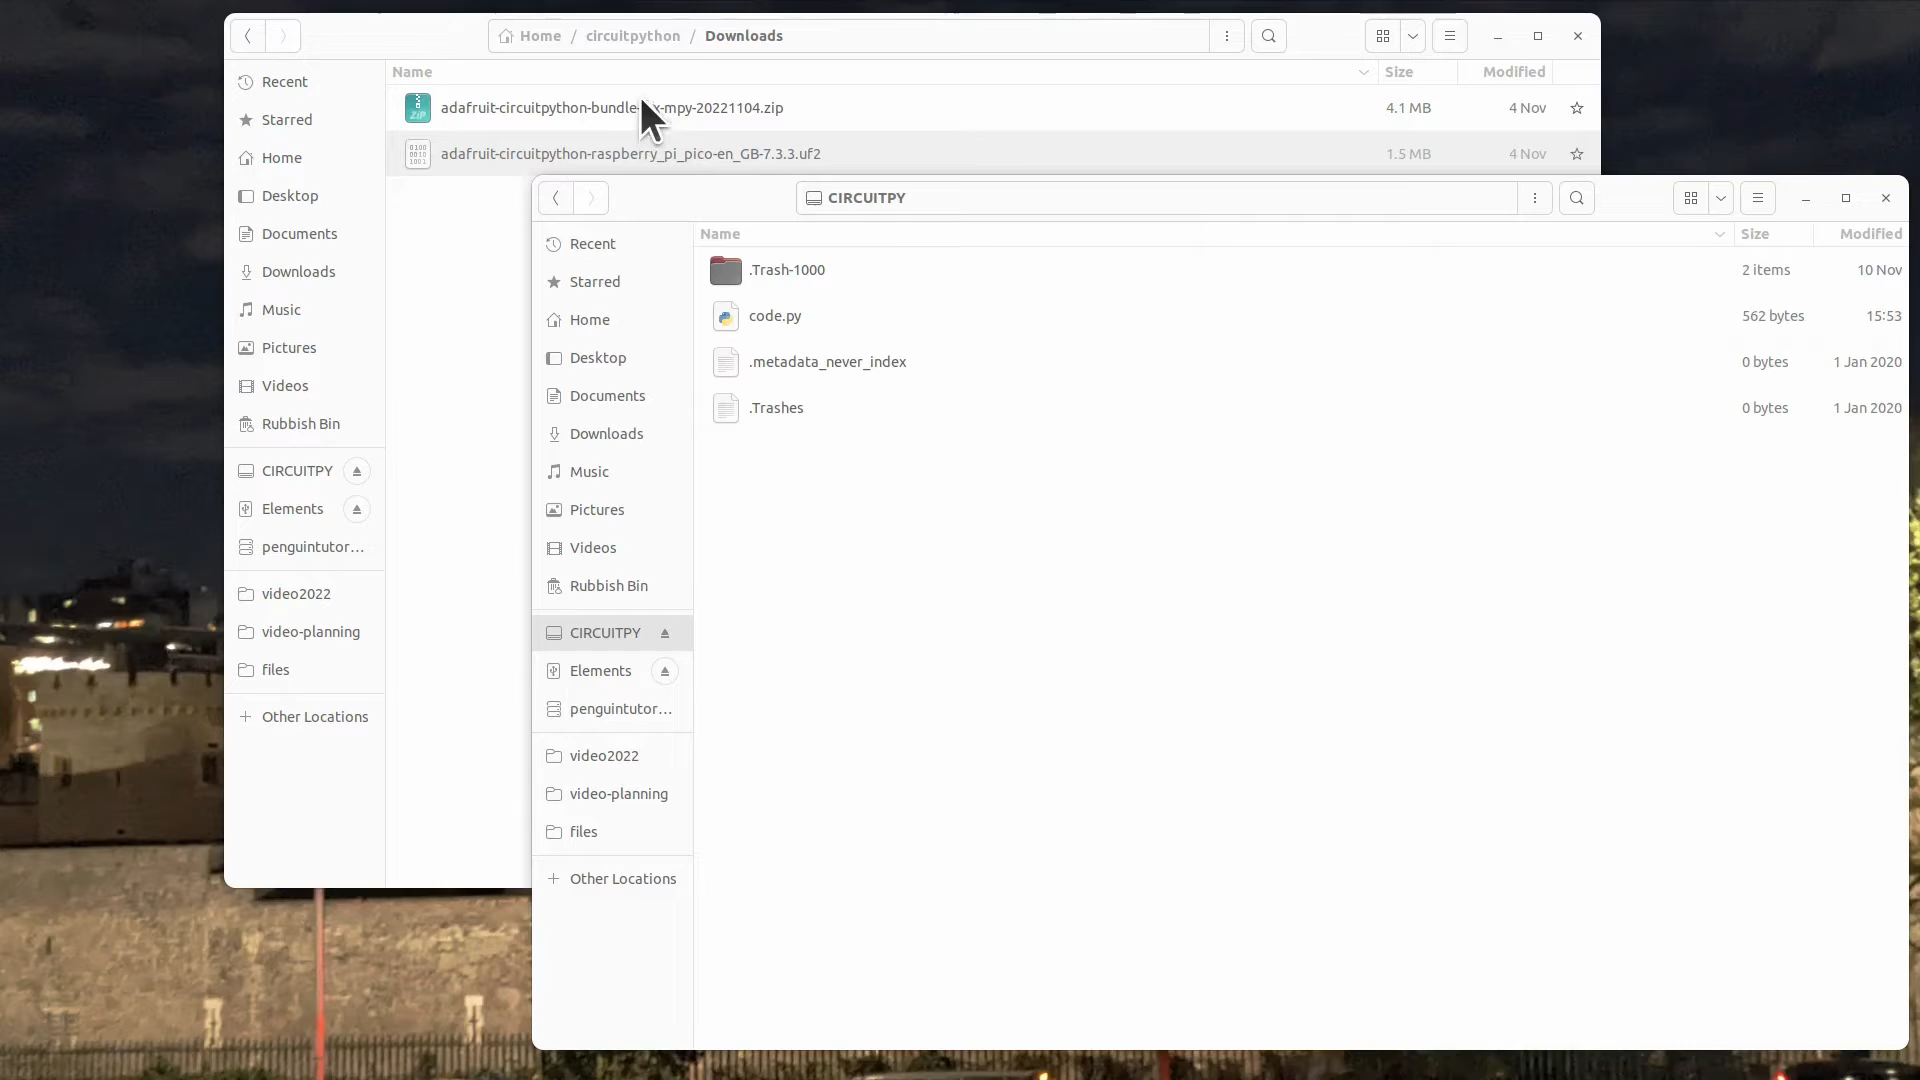 Home / circuitpython / Downloads
Name Size Modified
Recent
Starred
Home
Desktop
Documents
Downloads
Music
Pictures
Videos
Rubbish Bin
CIRCUITPY
Elements
penguintutor...
video2022
video-planning
files
Other Locations
adafruit-circuitpython-bundle- x-mpy-20221104.zip 4.1 MB 4 Nov
adafruit-circuitpython-raspberry_pi_pico-en_GB-7.3.3.uf2 1.5 MB 4 Nov
CIRCUITPY
Name Size Modified
Recent
Starred
Home
Desktop
Documents
Downloads
Music
Pictures
Videos
Rubbish Bin
CIRCUITPY
Elements
penguintutor...
video2022
video-planning
files
Other Locations
.Trash-1000 2 items 10 Nov
code.py 562 bytes 15:53
.metadata_never_index 0 bytes 1 Jan 2020
.Trashes 0 bytes 1 Jan 2020